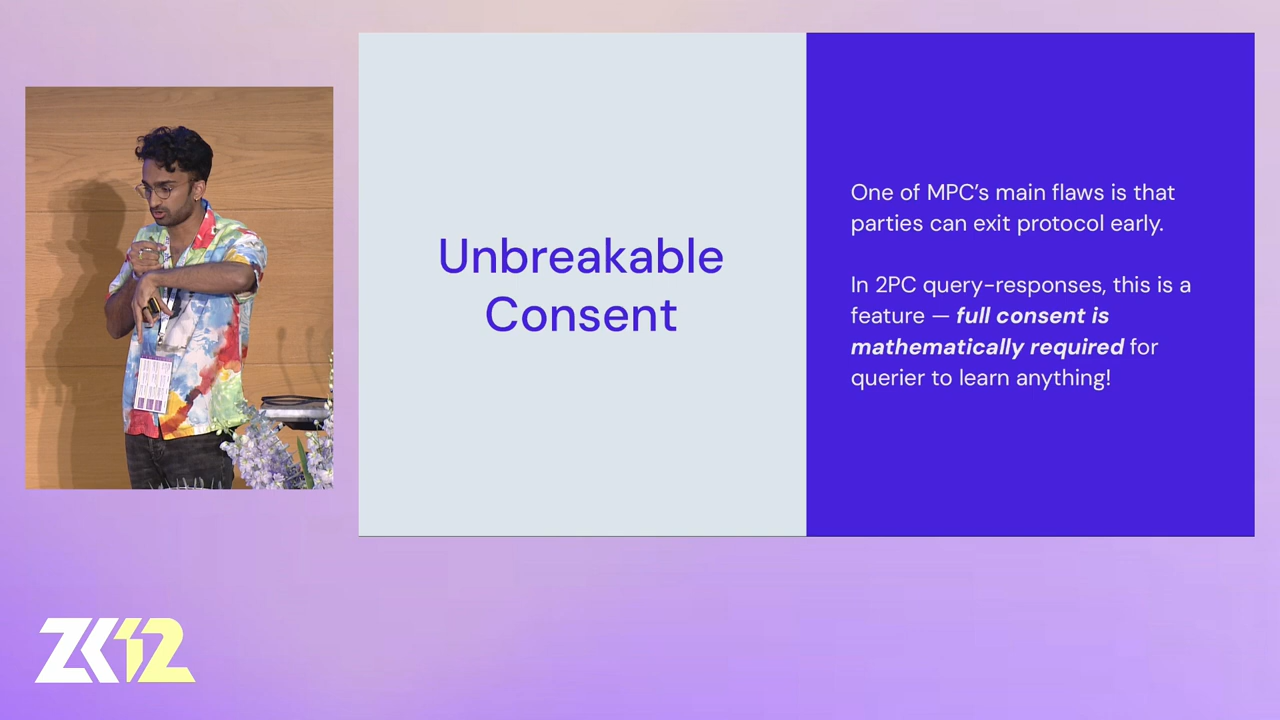 Unbreakable
Consent
One of MPC’s main flaws is that
parties can exit protocol early.
In 2PC query-responses, this is a
feature — full consent is
mathematically required for
querier to learn anything!
ZK12